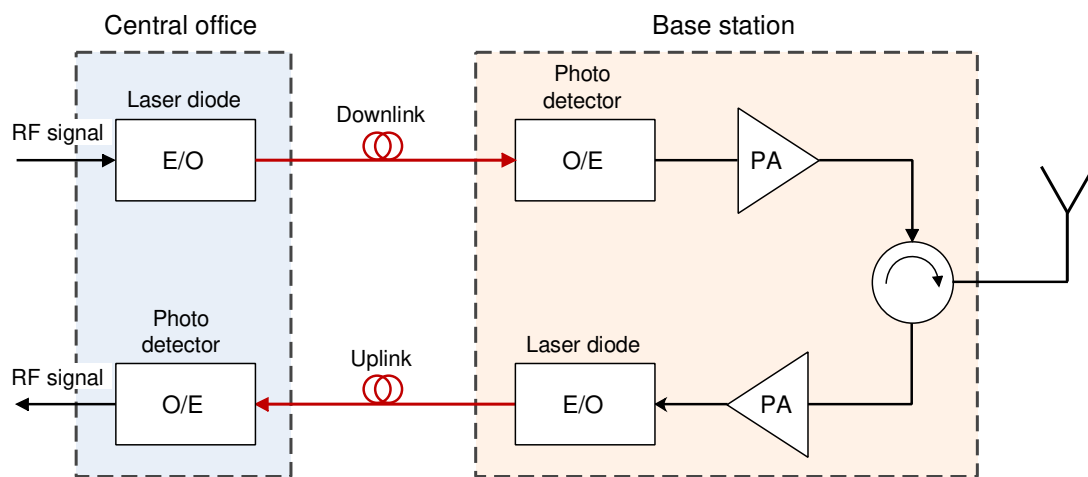 Central office
Base station
Laser diode
Photo
detector
RF signal
E/O
Downlink
O/E
PA
Photo
detector
RF signal
O/E
Uplink
Laser diode
E/O
PA